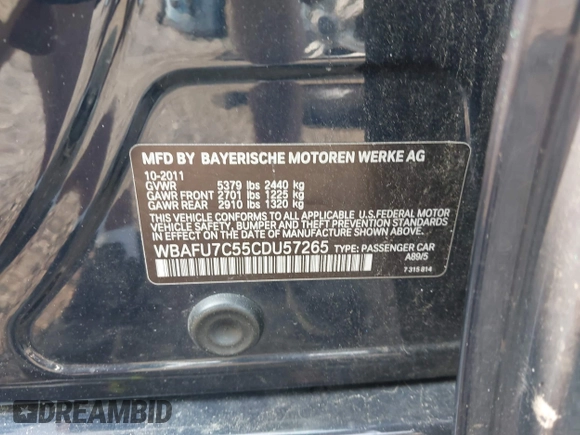 MFD BY BAYERISCHE MOTOREN WERKE AG
10-2011
GVWR 5379 lbs 2440 kg
GAWR FRONT 2701 lbs 1225 kg
GAWR REAR 2910 lbs 1320 kg
THIS VEHICLE CONFORMS TO ALL APPLICABLE U.S.FEDERAL MOTOR
VEHICLE SAFETY, BUMPER, AND THEFT PREVENTION STANDARDS
IN EFFECT ON THE DATE OF MANUFACTURE SHOWN ABOVE.
WBAFU7C55CDU57265 TYPE: PASSENGER CAR
A89/5
7 315 614
DREAMBID